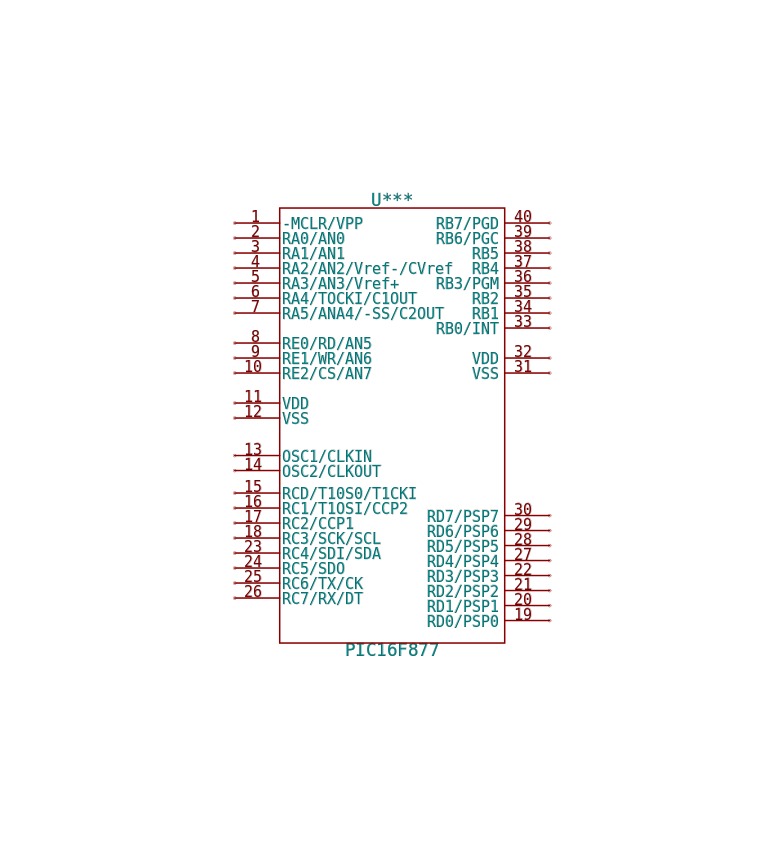 U***
1 -MCLR/VPP RB7/PGD 40
2 RA0/AN0 RB6/PGC 39
3 RA1/AN1 RB5 38
4 RA2/AN2/Vref-/CVref RB4 37
5 RA3/AN3/Vref+ RB3/PGM 36
6 RA4/TOCKI/C1OUT RB2 35
7 RA5/ANA4/-SS/C2OUT RB1 34
RB0/INT 33
8 RE0/RD/AN5
9 RE1/WR/AN6 VDD 32
10 RE2/CS/AN7 VSS 31
11 VDD
12 VSS
13 OSC1/CLKIN
14 OSC2/CLKOUT
15 RCD/T10S0/T1CKI
16 RC1/T1OSI/CCP2
17 RC2/CCP1 RD7/PSP7 30
18 RC3/SCK/SCL RD6/PSP6 29
23 RC4/SDI/SDA RD5/PSP5 28
24 RC5/SDO RD4/PSP4 27
25 RC6/TX/CK RD3/PSP3 22
26 RC7/RX/DT RD2/PSP2 21
RD1/PSP1 20
RD0/PSP0 19
PIC16F877